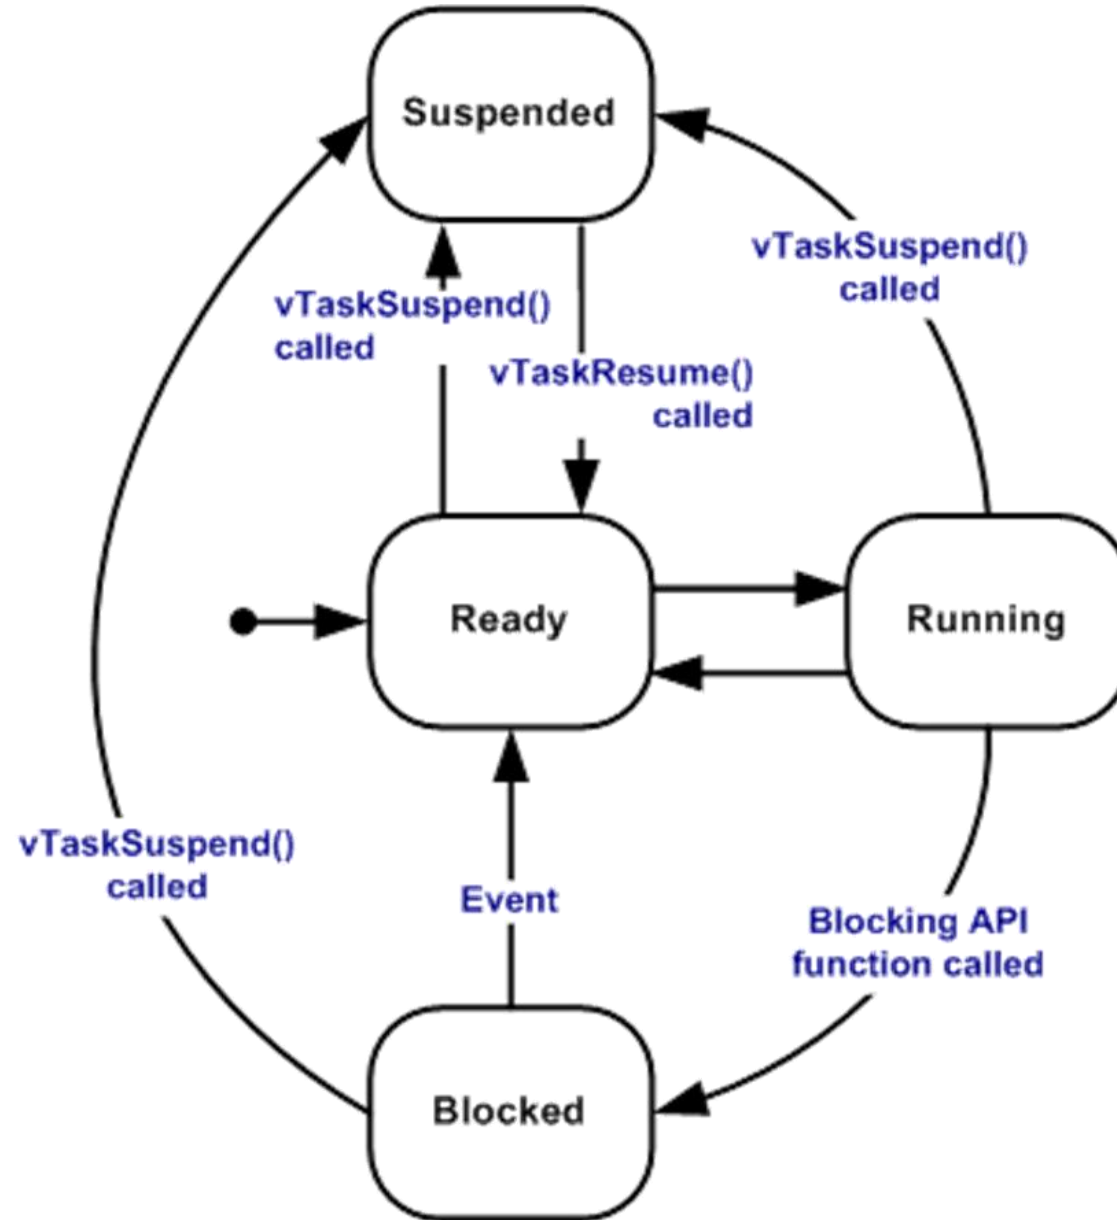 Suspended
vTaskSuspend()
called
vTaskSuspend()
called
vTaskResume()
called
Ready
Running
vTaskSuspend()
called
Event
Blocking API
function called
Blocked